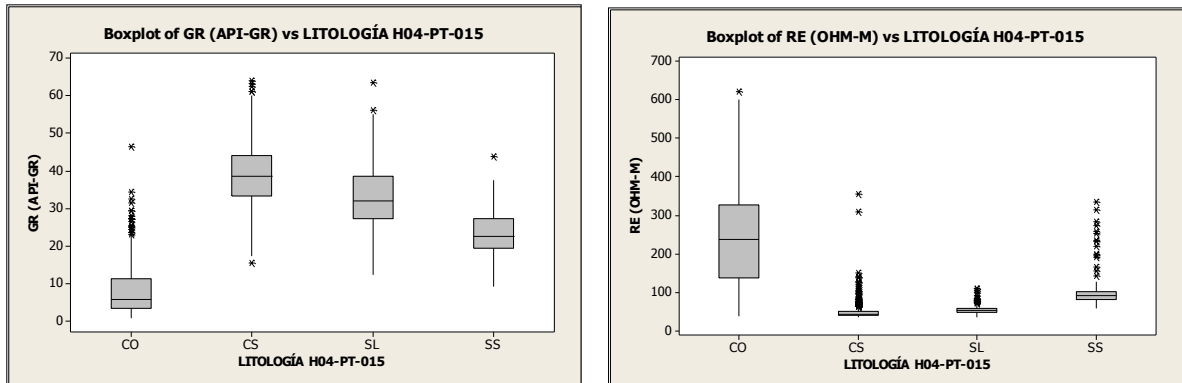 Boxplot of GR (API-GR) vs LITOLOGÍA H04-PT-015
70
60
50
40
30
20
10
0
GR (API-GR)
CO CS SL SS
LITOLOGÍA H04-PT-015
Boxplot of RE (OHM-M) vs LITOLOGÍA H04-PT-015
700
600
500
400
300
200
100
0
RE (OHM-M)
CO CS SL SS
LITOLOGÍA H04-PT-015